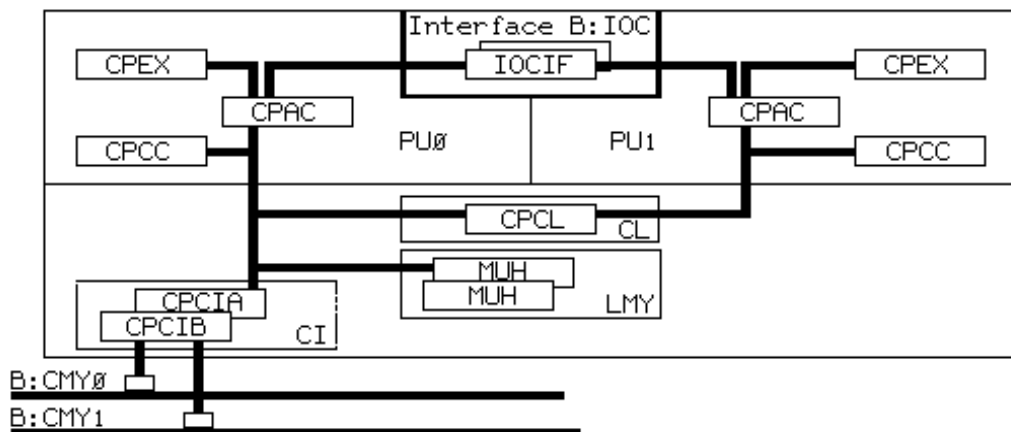 Interface B:IOC
CPEX
IOCIF
CPEX
CPAC
CPAC
CPCC
PUØ
PU1
CPCC
CPCL
CL
MUH
MUH
LMY
CPCIA
CPCIB
CI
B:CMYØ
B:CMY1